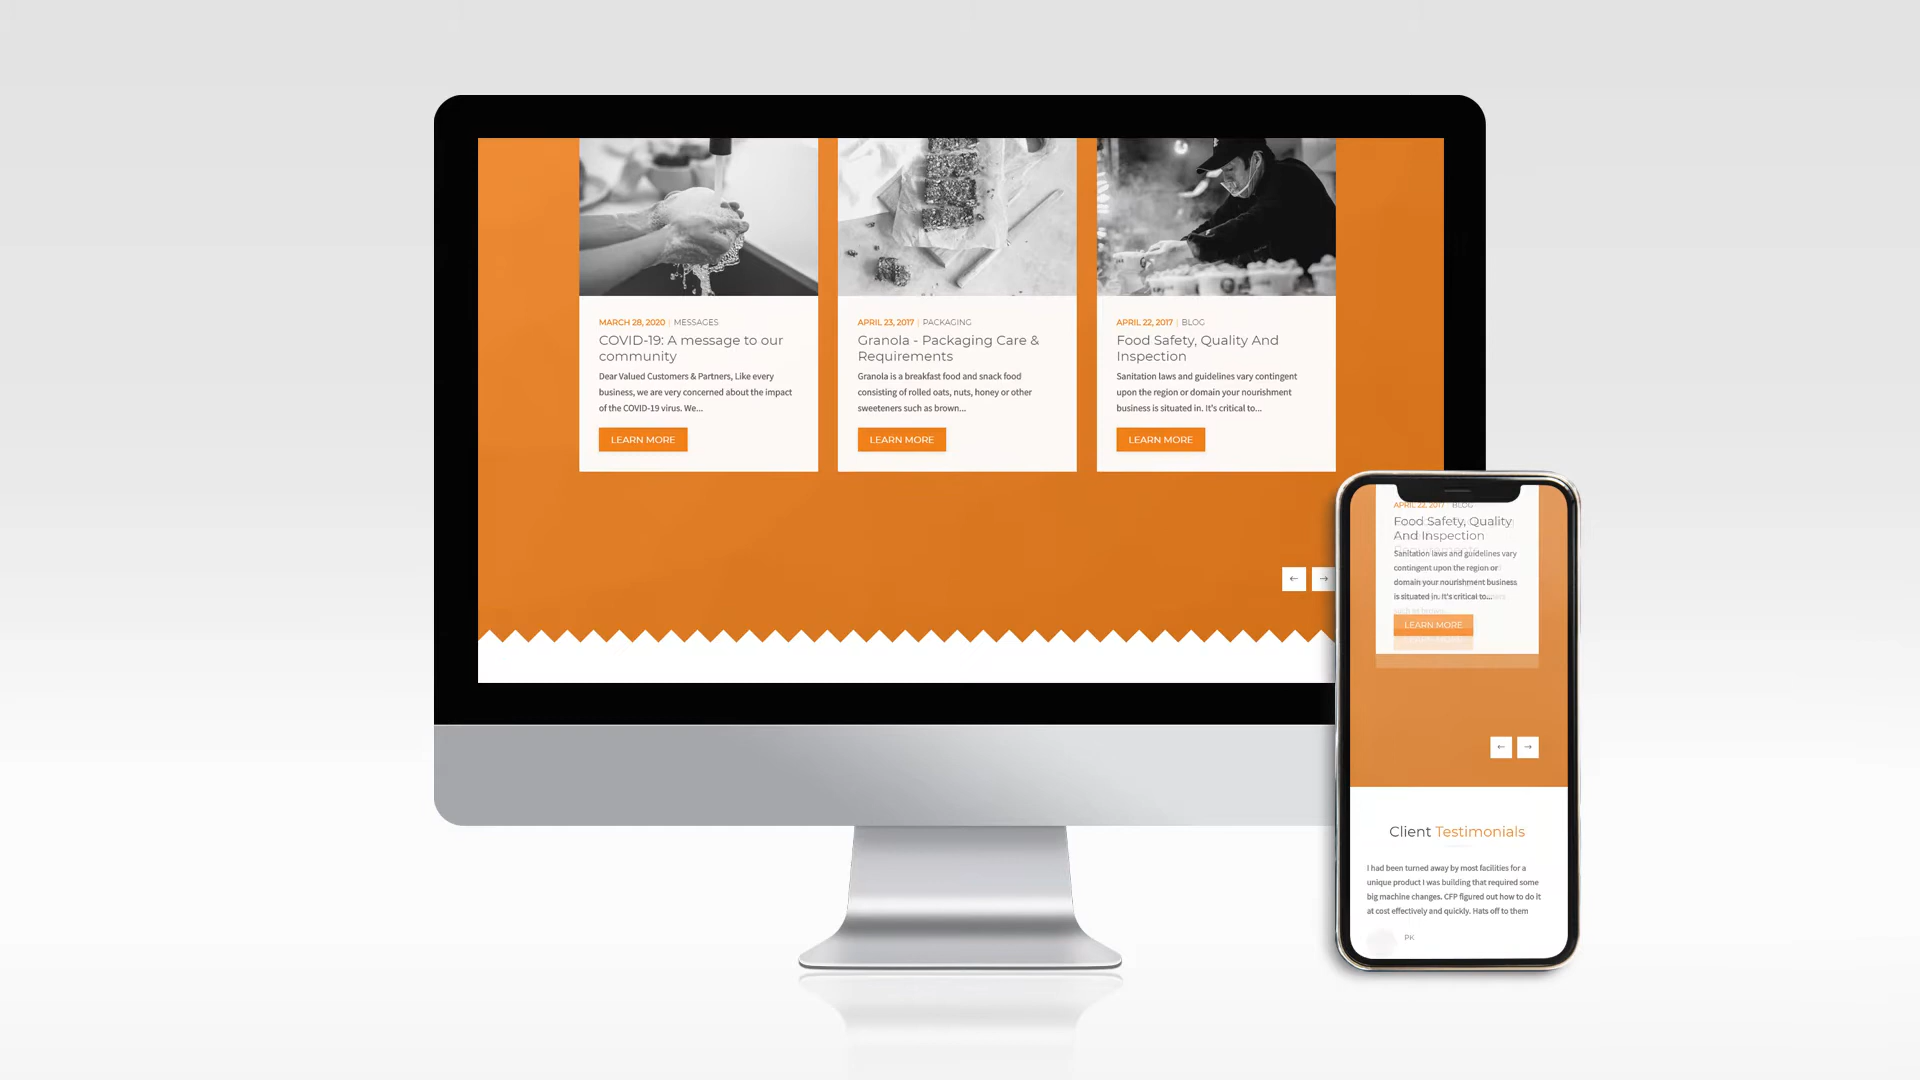 MARCH 28, 2020 | MESSAGES
COVID-19: A message to our
community
Dear Valued Customers & Partners, Like every
business, we are very concerned about the impact
of the COVID-19 virus. We...
LEARN MORE
APRIL 23, 2017 | PACKAGING
Granola - Packaging Care &
Requirements
Granola is a breakfast food and snack food
consisting of rolled oats, nuts, honey or other
sweeteners such as brown...
LEARN MORE
APRIL 22, 2017 | BLOG
Food Safety, Quality And
Inspection
Sanitation laws and guidelines vary contingent
upon the region or domain your nourishment
business is situated in. It's critical to...
LEARN MORE
APRIL 22, 2017 BLOG
Food Safety, Quality
And Inspection
Sanitation laws and guidelines vary
contingent upon the region or
domain your nourishment business
is situated in. It's critical to...
LEARN MORE
Client Testimonials
I had been turned away by most facilities for a
unique product I was building that required some
big machine changes. CFP figured out how to do it
at cost effectively and quickly. Hats off to them
PK